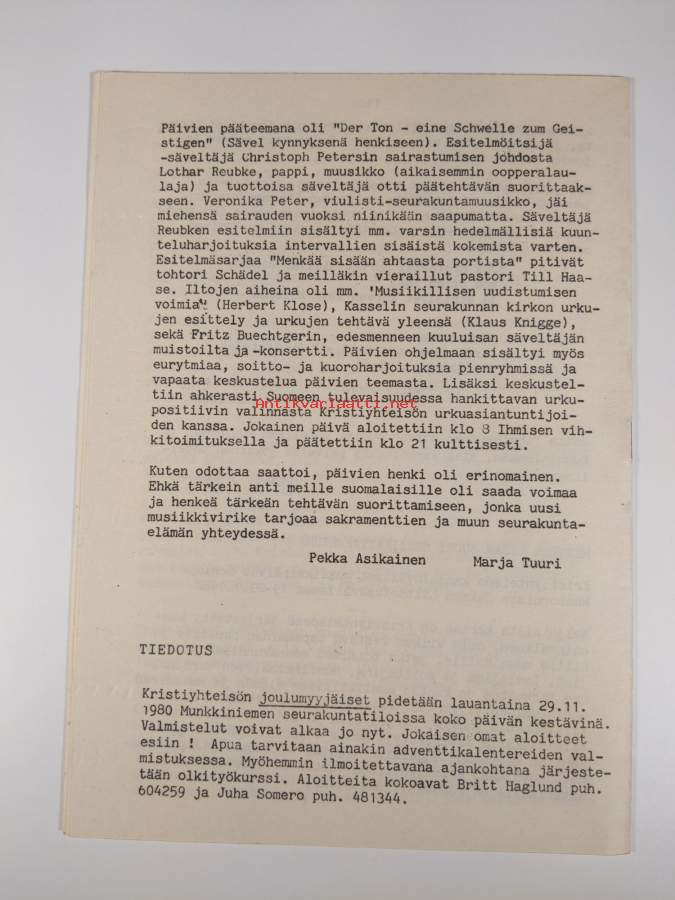 Päivien pääteemana oli "Der Ton - eine Schwelle zum Gei-
stigen" (Sävel kynnyksenä henkiseen). Esitelmöitsijä
-säveltäjä Christoph Petersin sairastumisen johdosta
Lothar Reubke, pappi, muusikko (aikaisemmin oopperalau-
laja) ja tuottoisa säveltäjä otti päätehtävän suorittaak-
seen. Veronika Peter, viulisti-seurakuntamuusikko, jäi
miehensä sairauden vuoksi niinikään saapumatta. Säveltäjä
Reubken esitelmiin sisältyi mm. varsin hedelmällisiä kuun-
teluharjoituksia intervallien sisäistä kokemista varten.
Esitelmäsarjaa "Menkää sisään ahtaasta portista" pitivät
tohtori Schädel ja meilläkin vieraillut pastori Till Haa-
se. Iltojen aiheina oli mm. 'Musiikillisen uudistumisen
voimia" (Herbert Klose), Kasselin seurakunnan kirkon urku-
jen esittely ja urkujen tehtävä yleensä (Klaus Knigge),
sekä Fritz Buechtgerin, edesmenneen kuuluisan säveltäjän
muistoilta ja -konsertti. Päivien ohjelmaan sisältyi myös
eurytmiaa, soitto- ja kuoroharjoituksia pienryhmissä ja
vapaata keskustelua päivien teemasta. Lisäksi keskustel-
tiin ahkerasti Suomeen tulevaisuudessa hankittavan urku-
Antikvariaatti.net
positiivin valinnasta Kristiyhteisön urkuasiantuntijoi-
den kanssa. Jokainen päivä aloitettiin klo 8 Ihmisen vih-
kitoimituksella ja päätettiin klo 21 kulttisesti.
Kuten odottaa saattoi, päivien henki oli erinomainen.
Ehkä tärkein anti meille suomalaisille oli saada voimaa
ja henkeä tärkeän tehtävän suorittamiseen, jonka uusi
musiikkivirike tarjoaa sakramenttien ja muun seurakunta-
elämän yhteydessä.
Pekka Asikainen Marja Tuuri
TIEDOTUS
Kristiyhteisön joulumyyjäiset pidetään lauantaina 29.11.
1980 Munkkiniemen seurakuntatiloissa koko päivän kestävinä.
Valmistelut voivat alkaa jo nyt. Jokaisen omat aloitteet
esiin ! Apua tarvitaan ainakin adventtikalentereiden val-
mistuksessa. Myöhemmin ilmoitettavana ajankohtana järjeste-
tään olkityökurssi. Aloitteita kokoavat Britt Haglund puh.
604259 ja Juha Somero puh. 481344.